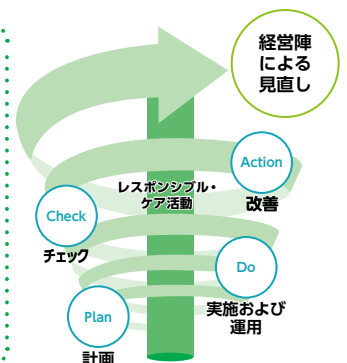 経営陣
による
見直し
Action
改善
レスポンシブル・
ケア活動
Check
チェック
Do
実施および
運用
Plan
計画